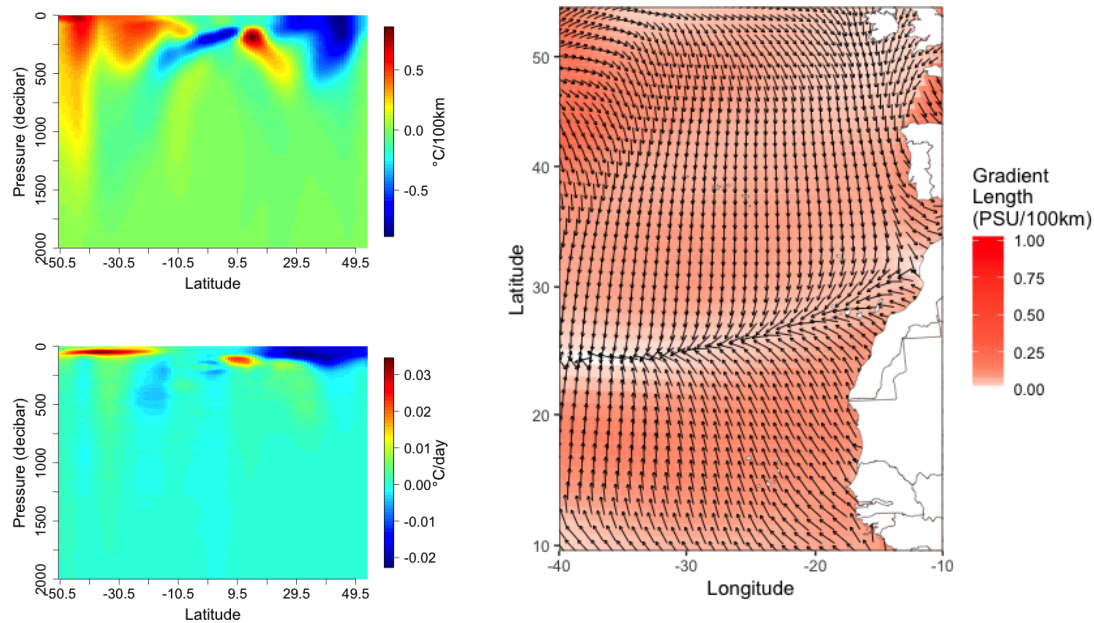 0
500
1000
1500
2000
Pressure (decibar)
-50.5 -30.5 -10.5 9.5 29.5 49.5
Latitude
0.5
0.0
-0.5
°C/100km
0
500
1000
1500
2000
Pressure (decibar)
-50.5 -30.5 -10.5 9.5 29.5 49.5
Latitude
0.03
0.02
0.01
0.00
-0.01
-0.02
°C/day
50
40
30
20
10
Latitude
-40 -30 -20 -10
Longitude
Gradient
Length
(PSU/100km)
1.00
0.75
0.50
0.25
0.00